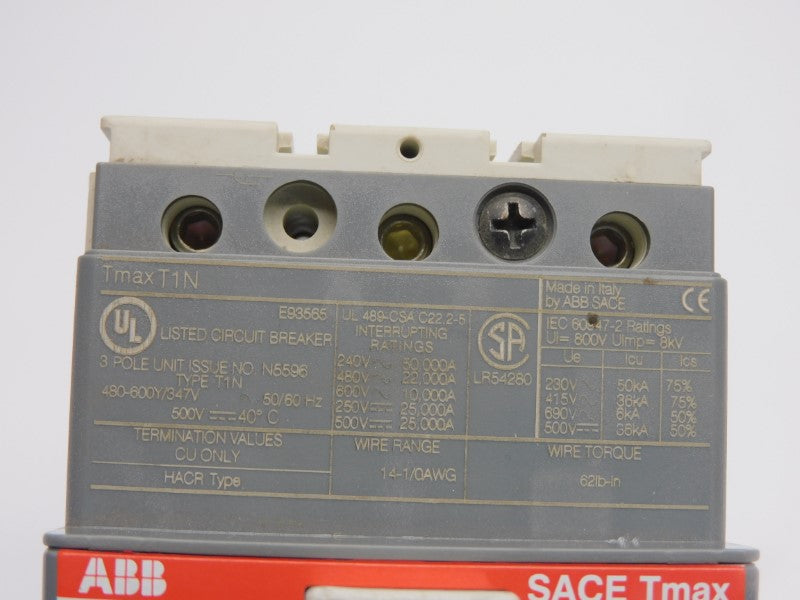 Tmax T1N
UL
E93565
LISTED CIRCUIT BREAKER
3 POLE UNIT ISSUE NO. N5596
TYPE T1N
480-600Y/347V ~ 50/60 Hz
500V ⎓ 40° C
TERMINATION VALUES
CU ONLY
HACR Type
UL 489-CSA C22.2-5
INTERRUPTING
RATINGS
240V ~ 50,000A
480V ~ 22,000A
600V ~ 10,000A
250V ⎓ 25,000A
500V ⎓ 25,000A
WIRE RANGE
14-1/0AWG
SA
LR54280
Made in Italy
by ABB SACE
CE
IEC 60947-2 Ratings
Ui= 800V Uimp= 8kV
Ue Icu Ics
230V ~ 50kA 75%
415V ~ 36kA 75%
690V ~ 6kA 50%
500V ⎓ 36kA 50%
WIRE TORQUE
62lb-in
ABB
SACE Tmax